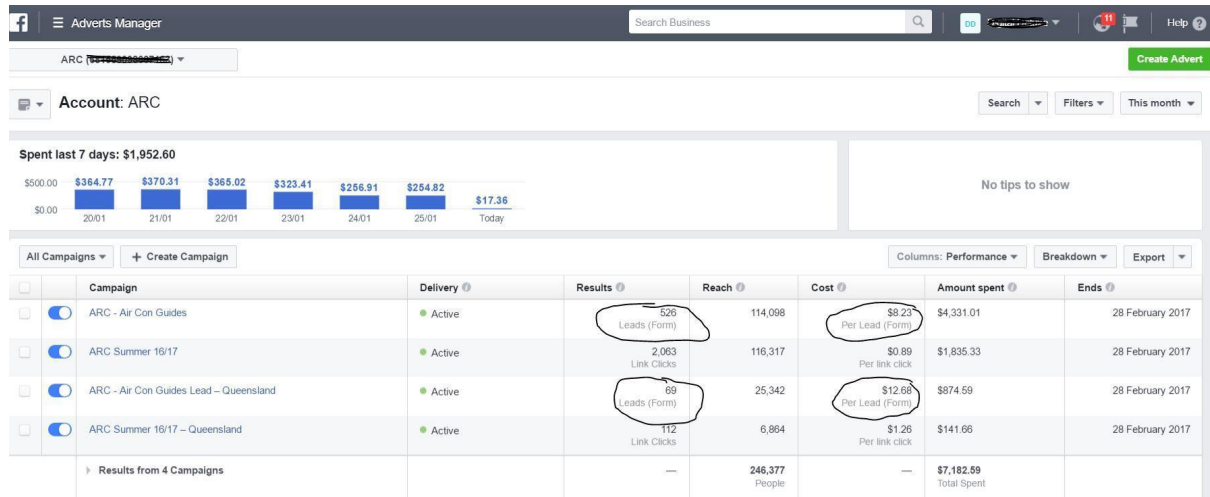 f Adverts Manager Search Business DD 11 Help ?
ARC ( ) Create Advert
Account: ARC Search Filters This month
Spent last 7 days: $1,952.60
No tips to show
$500.00 $364.77 $370.31 $365.02 $323.41 $256.91 $254.82 $17.36
$0.00
20/01 21/01 22/01 23/01 24/01 25/01 Today
All Campaigns + Create Campaign Columns: Performance Breakdown Export
Campaign Delivery Results Reach Cost Amount spent Ends
ARC - Air Con Guides Active 526 114,098 $8.23 $4,331.01 28 February 2017
Leads (Form) Per Lead (Form)
ARC Summer 16/17 Active 2,063 116,317 $0.89 $1,835.33 28 February 2017
Link Clicks Per link click
ARC - Air Con Guides Lead – Queensland Active 69 25,342 $12.68 $874.59 28 February 2017
Leads (Form) Per Lead (Form)
ARC Summer 16/17 – Queensland Active 112 6,864 $1.26 $141.66 28 February 2017
Link Clicks Per link click
Results from 4 Campaigns — 246,377 — $7,182.59
People Total Spent